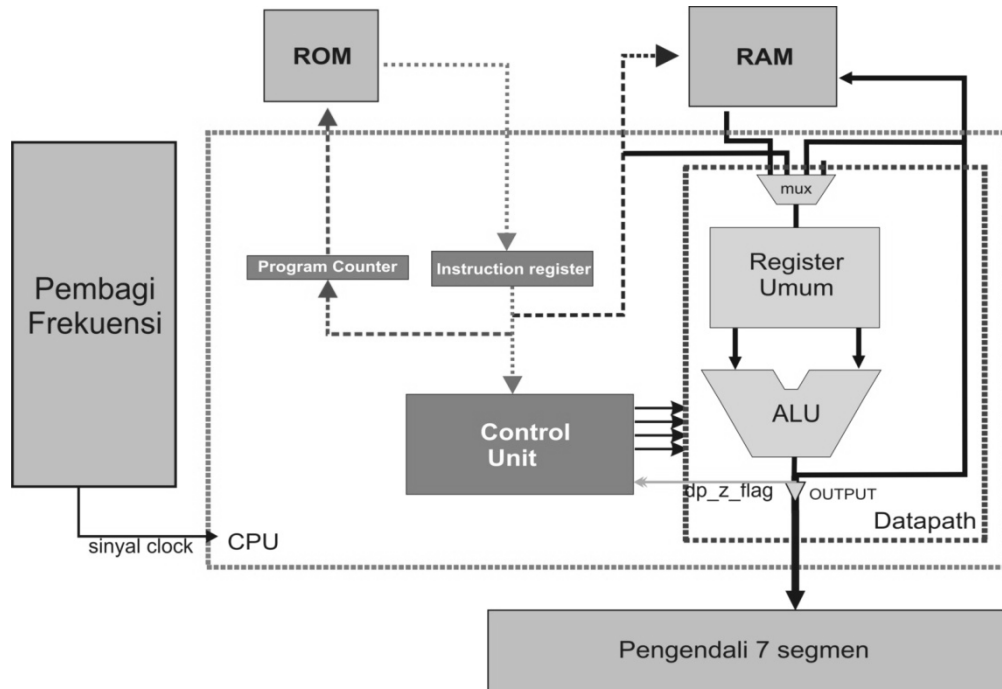 ROM
RAM
mux
Pembagi
Frekuensi
Program Counter
Instruction register
Register
Umum
Control
Unit
ALU
dp_z_flag
OUTPUT
Datapath
sinyal clock
CPU
Pengendali 7 segmen